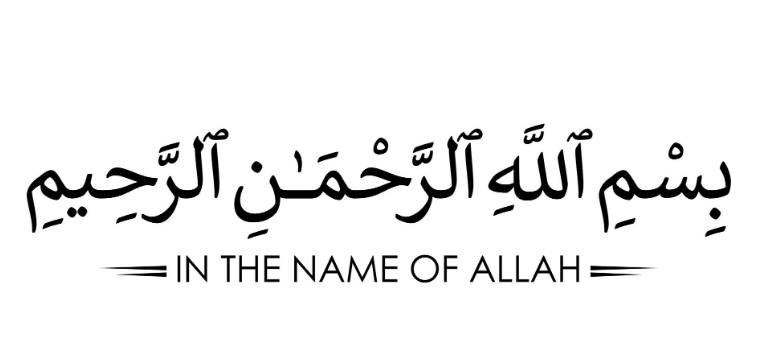 بِسْمِ ٱللَّهِ ٱلرَّحْمَـٰنِ ٱلرَّحِيمِ
IN THE NAME OF ALLAH